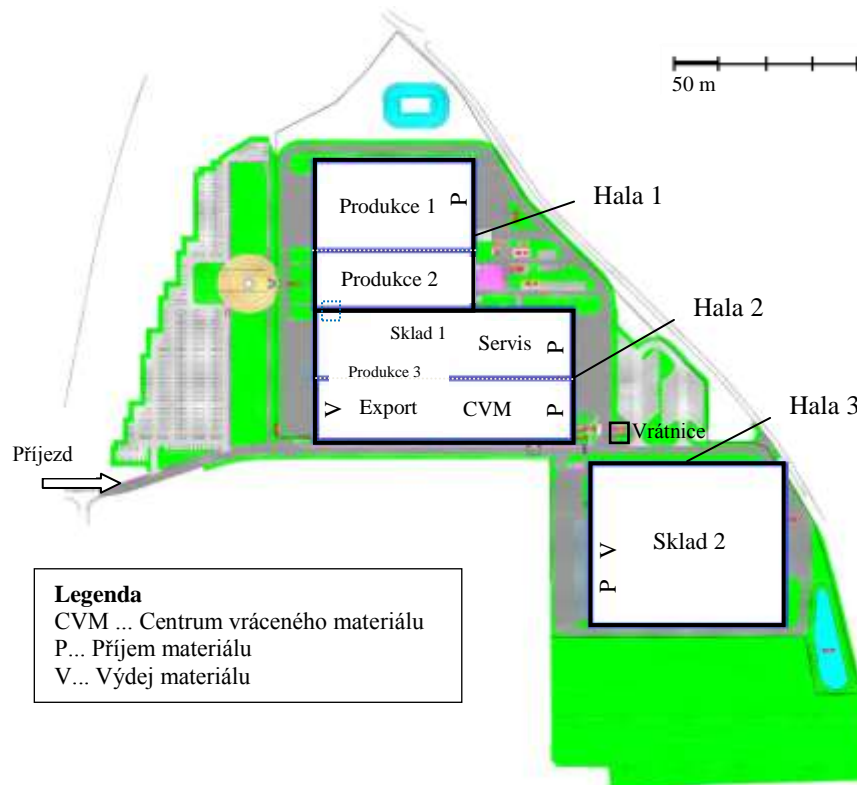 50 m
Hala 1
Produkce 1
P
Produkce 2
Hala 2
Sklad 1
Servis
P
Produkce 3
V
Export
CVM
P
Hala 3
Vrátnice
Příjezd
Sklad 2
V
P
Legenda
CVM ... Centrum vráceného materiálu
P... Příjem materiálu
V... Výdej materiálu